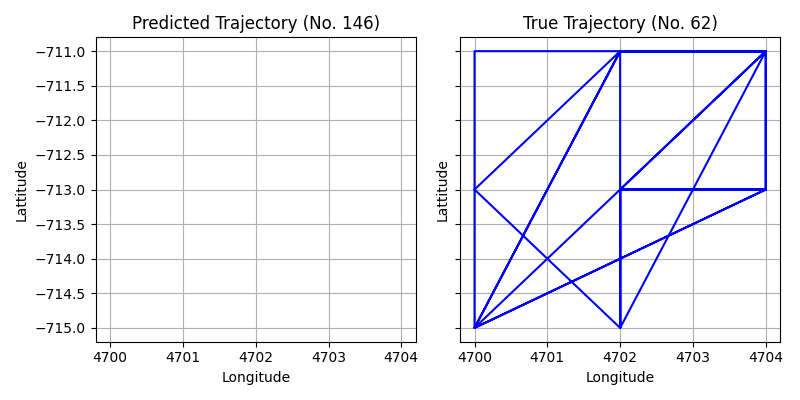 Predicted Trajectory (No. 146)
True Trajectory (No. 62)
−711.0
−711.5
−712.0
−712.5
−713.0
−713.5
−714.0
−714.5
−715.0
Lattitude
Lattitude
4700 4701 4702 4703 4704
4700 4701 4702 4703 4704
Longitude
Longitude